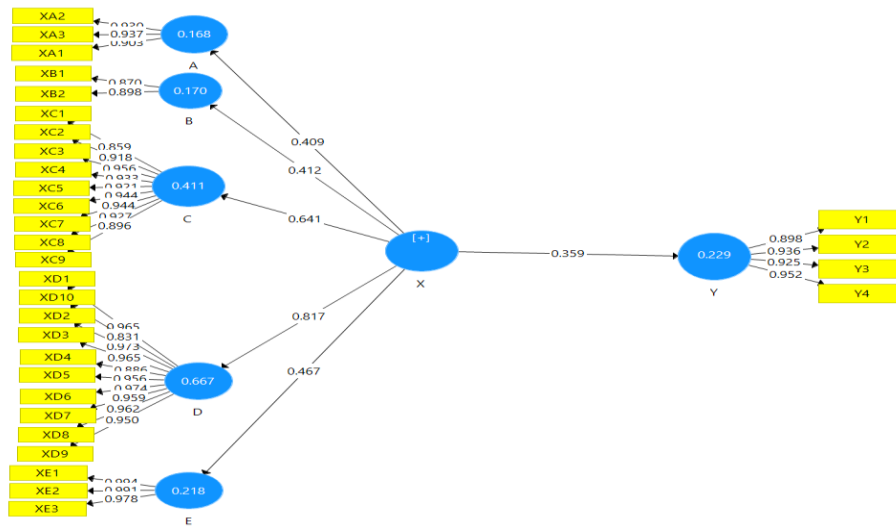 XA2
XA3
XA1
XB1
XB2
XC1
XC2
XC3
XC4
XC5
XC6
XC7
XC8
XC9
XD1
XD10
XD2
XD3
XD4
XD5
XD6
XD7
XD8
XD9
XE1
XE2
XE3
0.937
0.903
0.168
A
0.870
0.898
0.170
B
0.859
0.918
0.956
0.933
0.921
0.944
0.944
0.927
0.896
0.411
C
0.965
0.831
0.973
0.965
0.886
0.956
0.974
0.959
0.962
0.950
0.667
D
0.994
0.991
0.978
0.218
E
0.409
0.412
0.641
0.817
0.467
[+]
X
0.359
0.229
Y
0.898
0.936
0.925
0.952
Y1
Y2
Y3
Y4